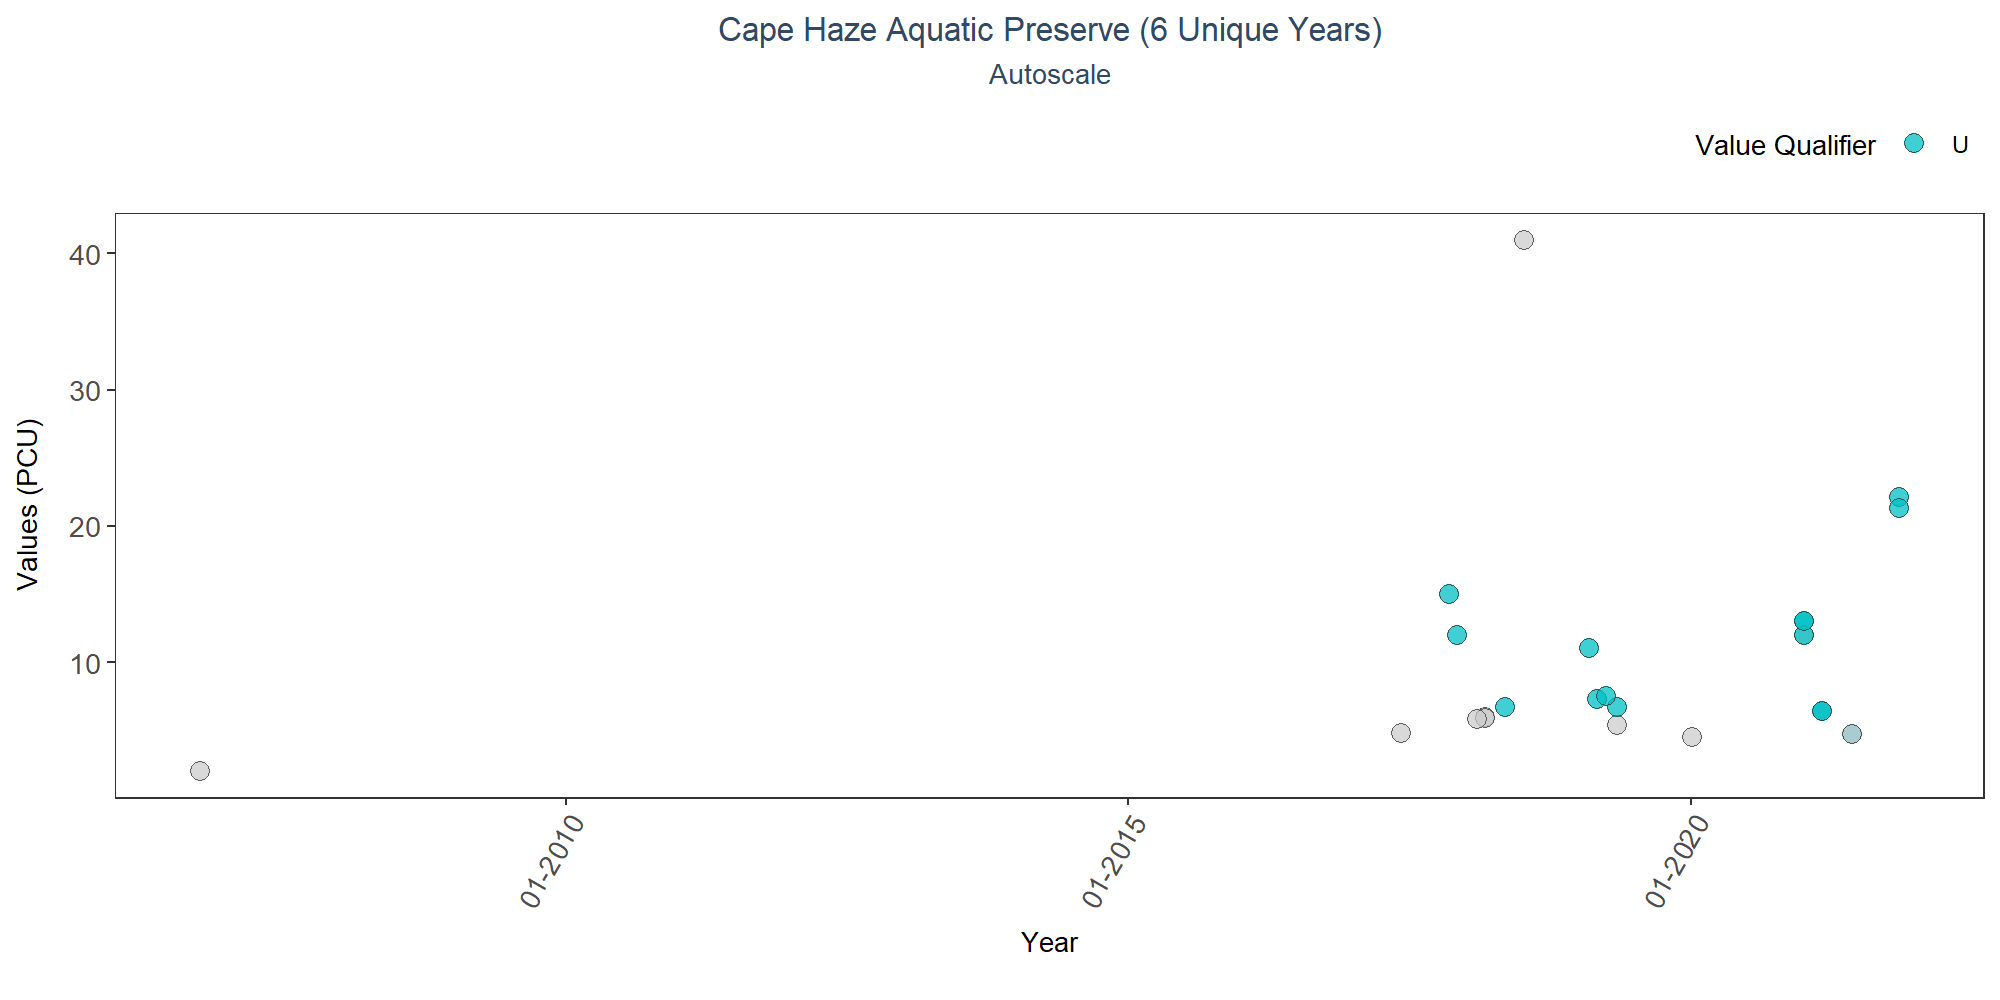 Cape Haze Aquatic Preserve (6 Unique Years)
Autoscale
Value Qualifier U
40
30
20
10
Values (PCU)
01-2010
01-2015
01-2020
Year